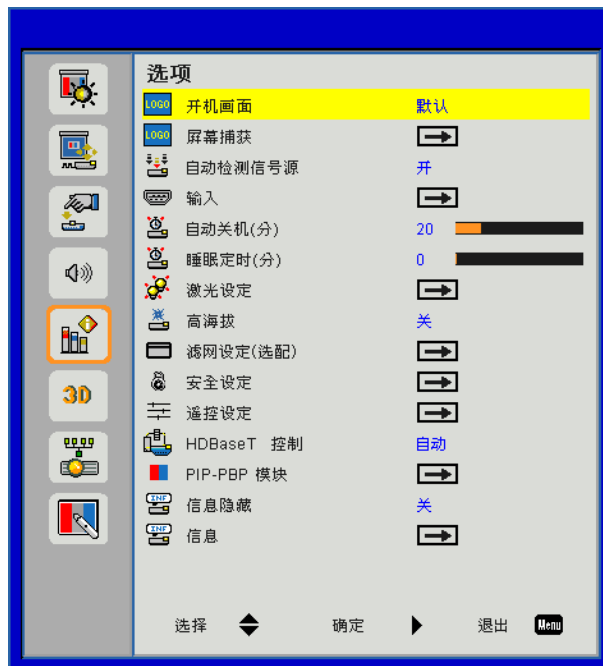 选项
LOGO 开机画面 默认
LOGO 屏幕捕获
自动检测信号源 开
输入
自动关机(分) 20
睡眠定时(分) 0
激光设定
高海拔 关
滤网设定(选配)
安全设定
3D
遥控设定
HDBaseT 控制 自动
PIP-PBP 模块
INF 信息隐藏 关
INF 信息
选择 确定 退出 Menu